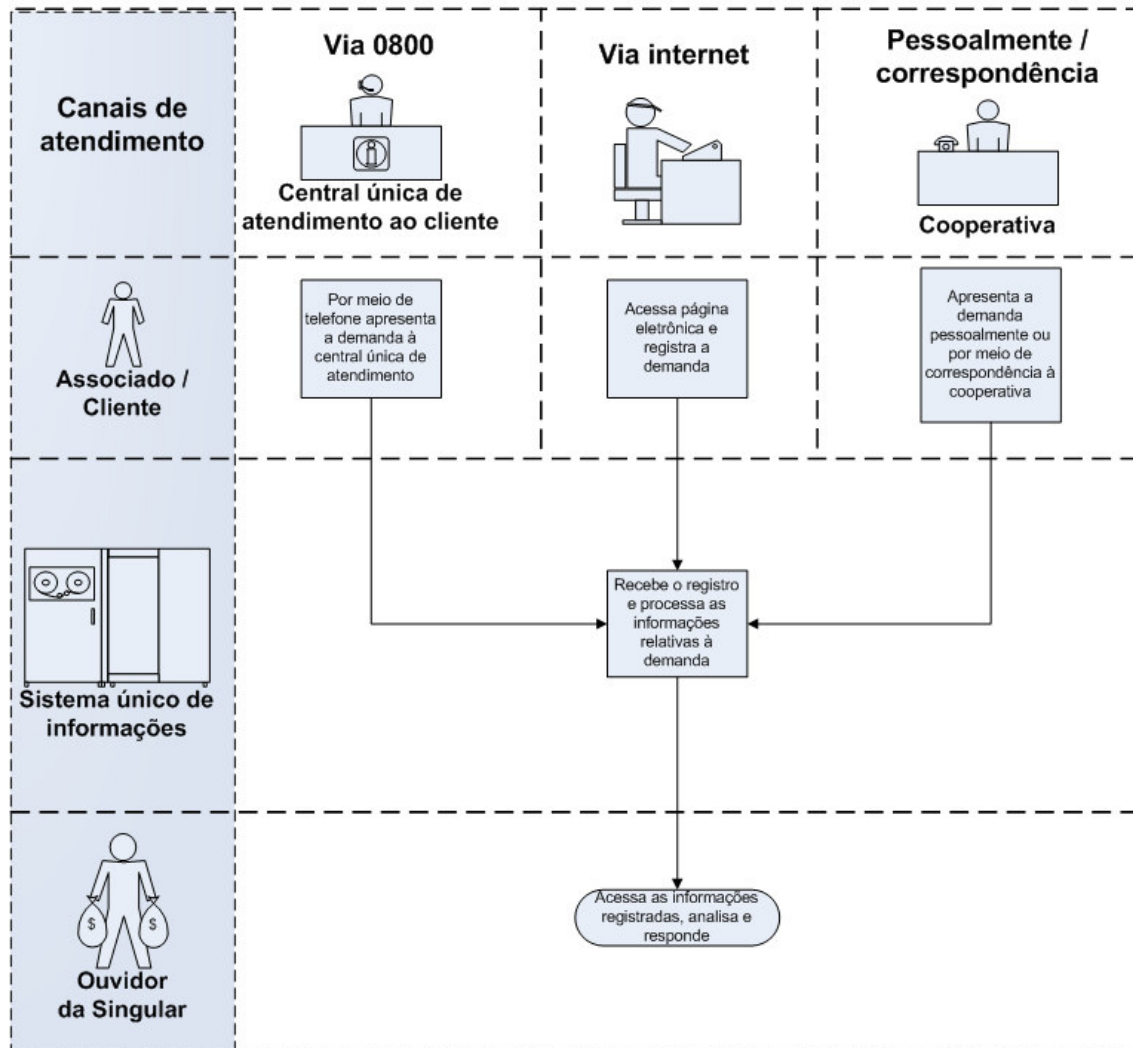 Canais de
atendimento
Via 0800
Central única de
atendimento ao cliente
Via internet
Pessoalmente /
correspondência
Cooperativa
Associado /
Cliente
Por meio de
telefone apresenta
a demanda à
central única de
atendimento
Acessa página
eletrônica e
registra a
demanda
Apresenta a
demanda
pessoalmente ou
por meio de
correspondência à
cooperativa
Sistema único de
informações
Recebe o registro
e processa as
informações
relativas à
demanda
$ $
Ouvidor
da Singular
Acessa as informações
registradas, analisa e
responde